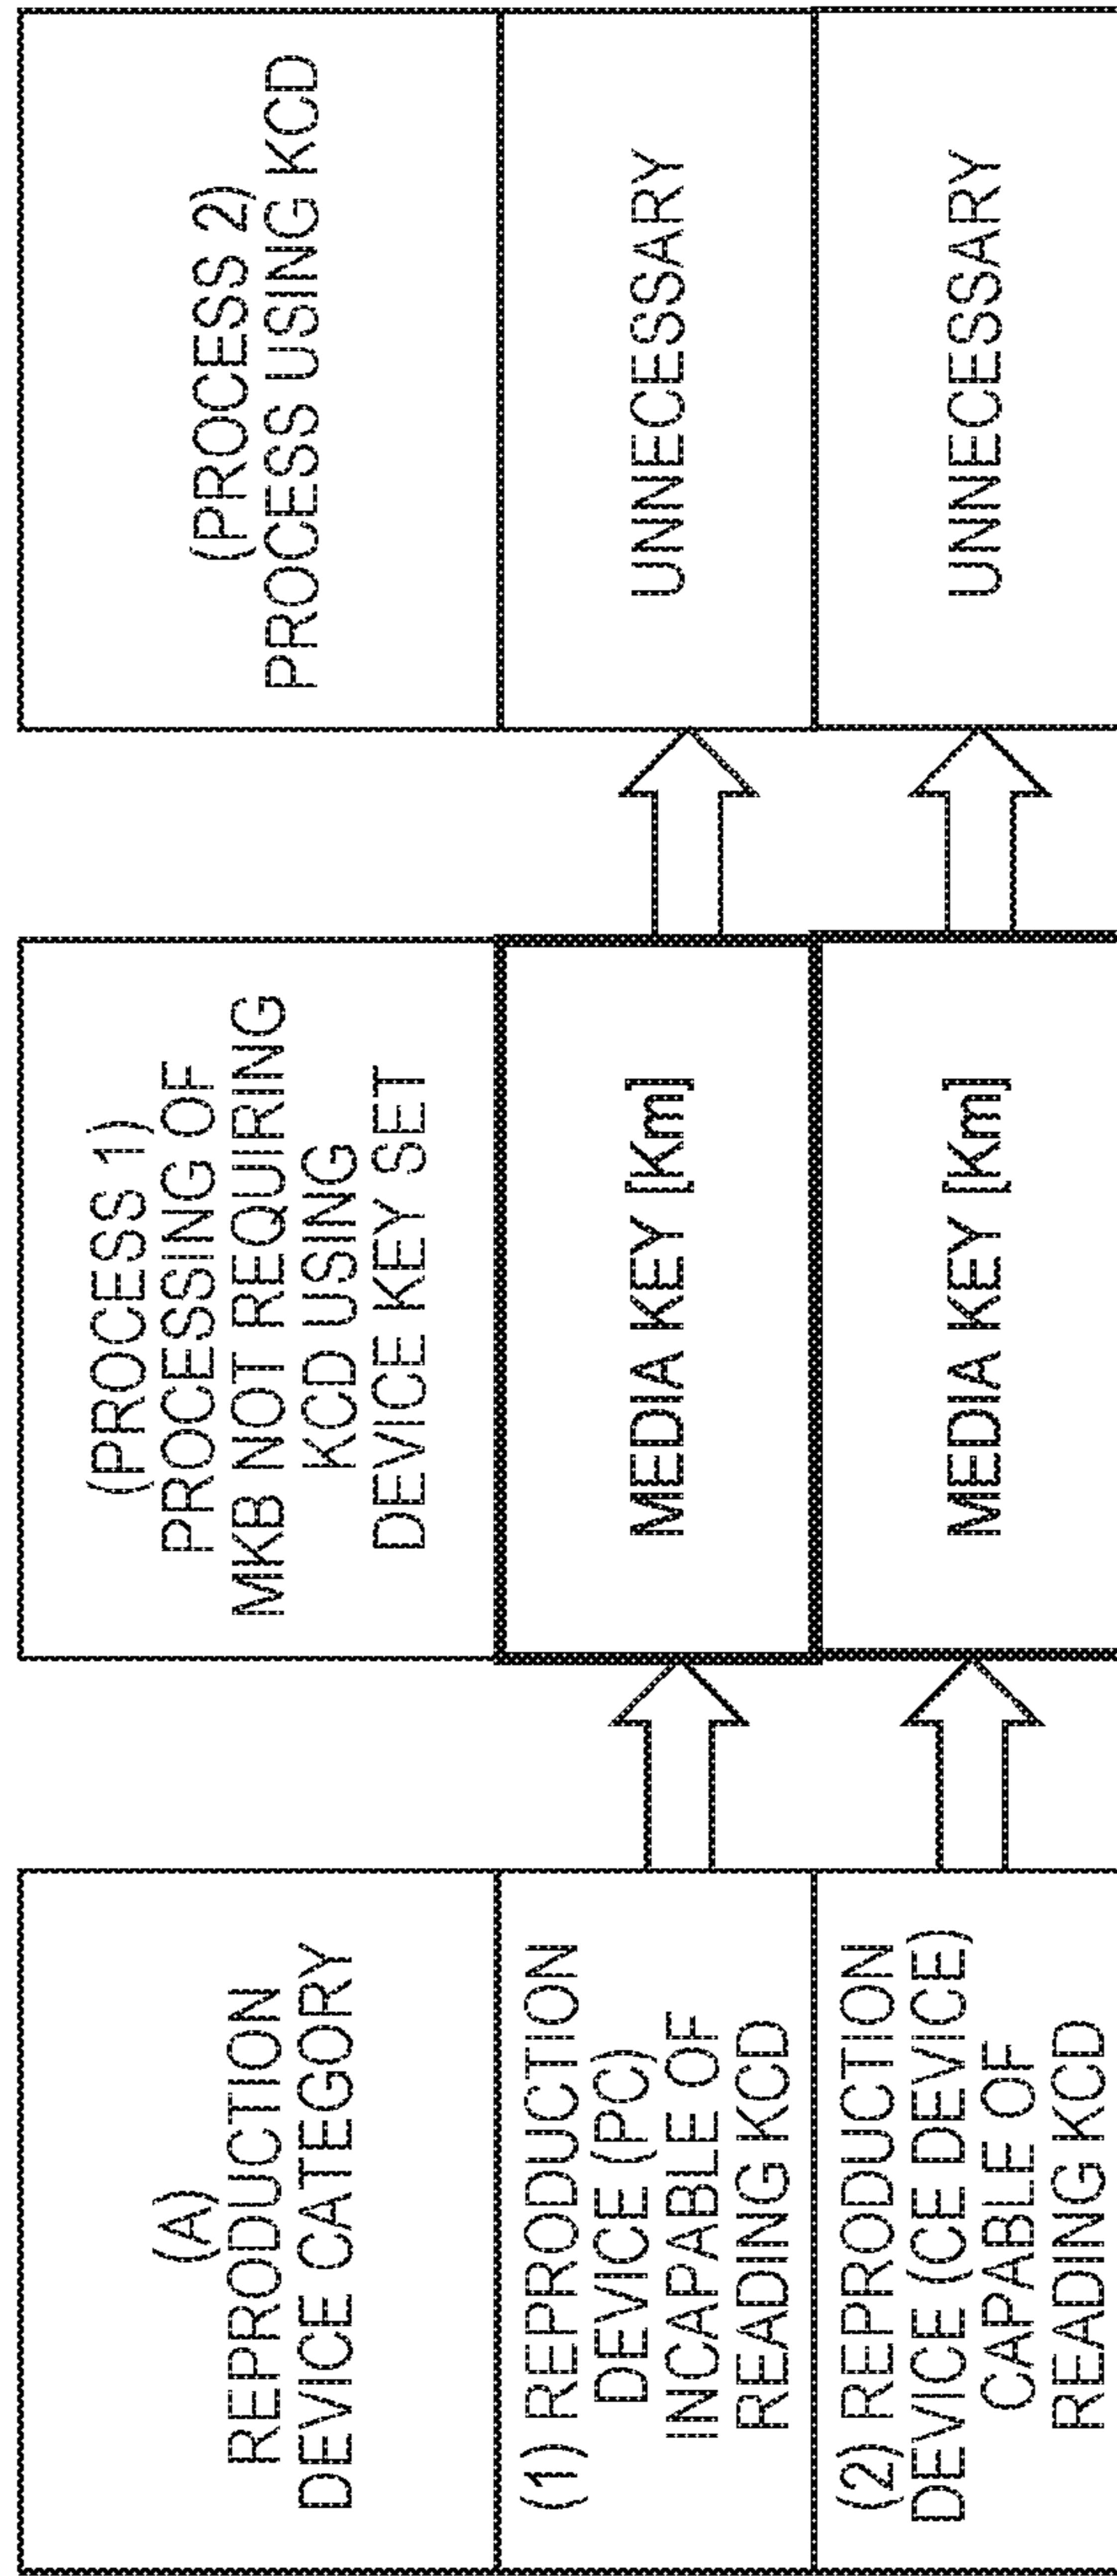 (A)
REPRODUCTION
DEVICE CATEGORY
(PROCESS 1)
PROCESSING OF
MKB NOT REQUIRING
KCD USING
DEVICE KEY SET
(PROCESS 2)
PROCESS USING KCD
(1) REPRODUCTION
DEVICE (PC)
INCAPABLE OF
READING KCD
MEDIA KEY [Km]
UNNECESSARY
(2) REPRODUCTION
DEVICE (CE DEVICE)
CAPABLE OF
READING KCD
MEDIA KEY [Km]
UNNECESSARY